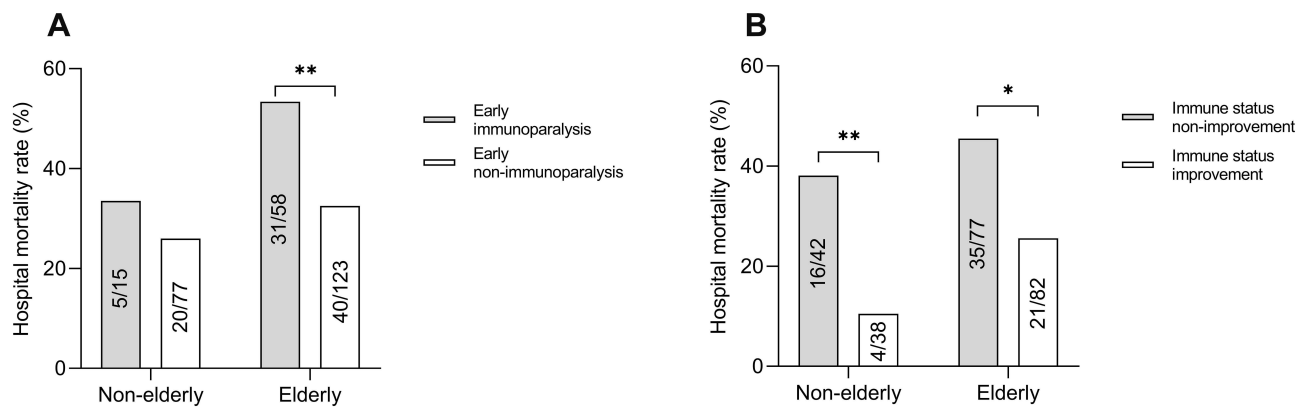 A
Hospital mortality rate (%)
60
40
20
0
5/15
20/77
31/58
40/123
**
Non-elderly
Elderly
Early
immunoparalysis
Early
non-immunoparalysis
B
Hospital mortality rate (%)
60
40
20
0
16/42
4/38
35/77
21/82
**
*
Non-elderly
Elderly
Immune status
non-improvement
Immune status
improvement